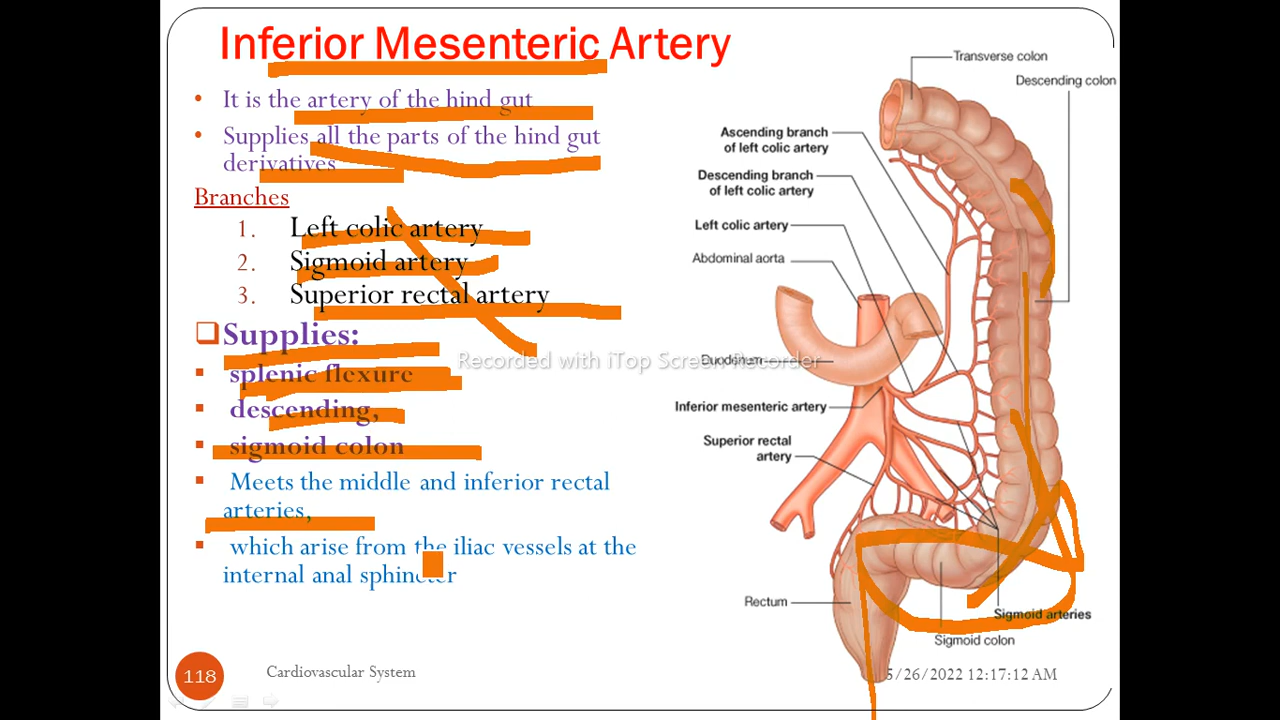 Inferior Mesenteric Artery
• It is the artery of the hind gut
• Supplies all the parts of the hind gut
derivatives
Branches
1. Left colic artery
2. Sigmoid artery
3. Superior rectal artery
Supplies:
splenic flexure
descending,
sigmoid colon
Meets the middle and inferior rectal
arteries,
which arise from the iliac vessels at the
internal anal sphincter
Transverse colon
Descending colon
Ascending branch
of left colic artery
Descending branch
of left colic artery
Left colic artery
Abdominal aorta
Duodenum
Recorded with iTop Screen Recorder
Inferior mesenteric artery
Superior rectal
artery
Rectum
Sigmoid arteries
Sigmoid colon
118
Cardiovascular System
5/26/2022 12:17:12 AM